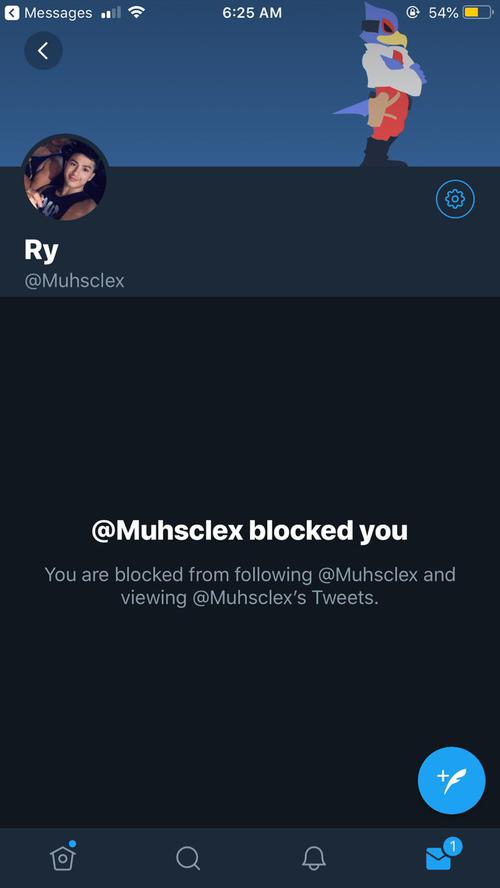 Messages 6:25 AM 54%
Ry
@Muhsclex
@Muhsclex blocked you
You are blocked from following @Muhsclex and
viewing @Muhsclex’s Tweets.
1